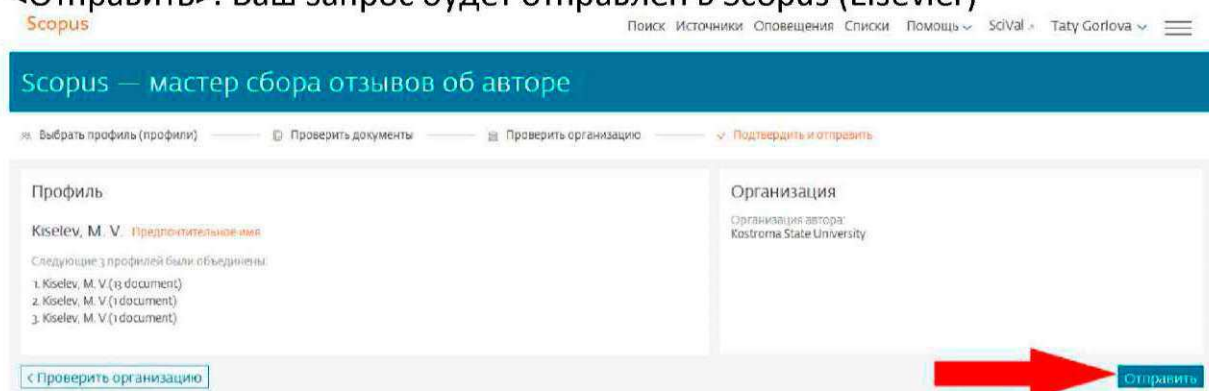 <Отправить>. Ваш запрос будет отправлен в Scopus (Elsevier)
Scopus
Поиск Источники Оповещения Списки Помощь SciVal Taty Gorlova
Scopus — мастер сбора отзывов об авторе
Выбрать профиль (профили) Проверить документы Проверить организацию Подтвердить и отправить
Профиль
Kiselev, M. V. Предпочтительное имя
Следующие 3 профилей были объединены:
1. Kiselev, M. V.(13 document)
2. Kiselev, M. V.(1 document)
3. Kiselev, M. V.(1 document)
Организация
Организация автора:
Kostroma State University
< Проверить организацию
Отправить